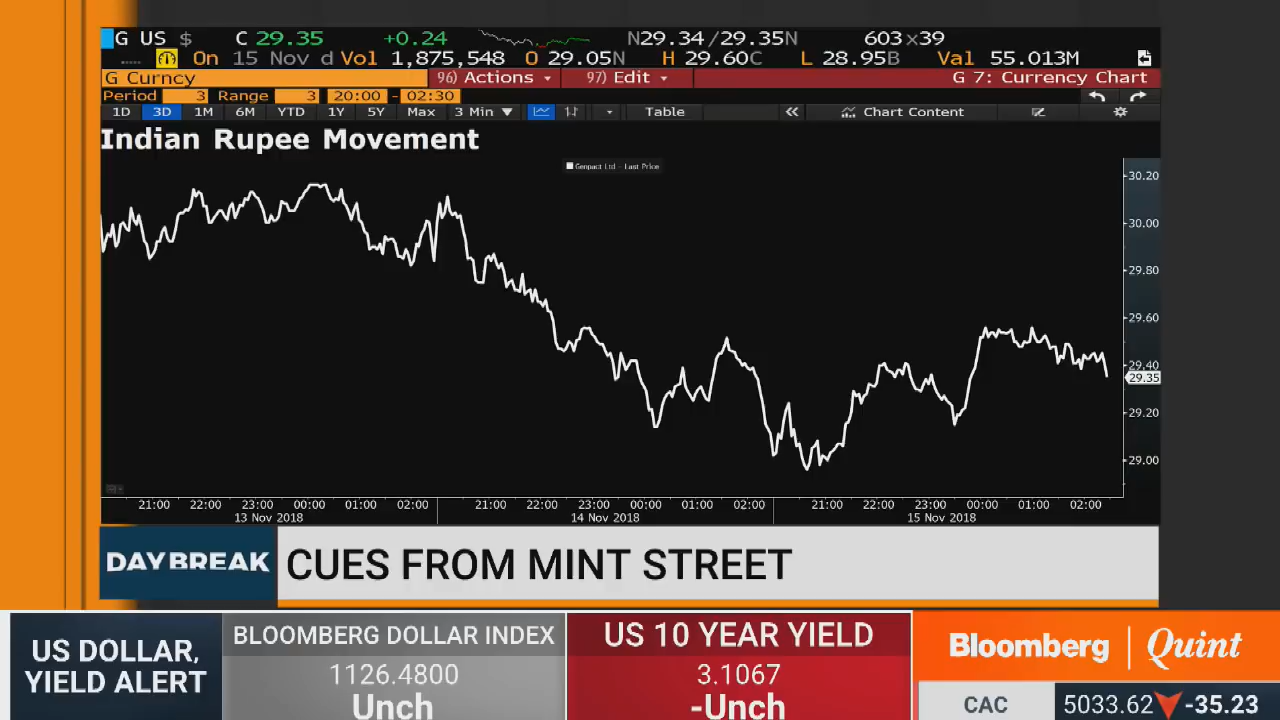 G US $ C 29.35 +0.24 N29.34/29.35N 603×39
On 15 Nov d Vol 1,875,548 O 29.05N H 29.60C L 28.95B Val 55.013M
G Curncy 96) Actions 97) Edit G 7: Currency Chart
Period 3 Range 3 20:00 - 02:30
1D 3D 1M 6M YTD 1Y 5Y Max 3 Min Table « Chart Content
Indian Rupee Movement
Genpact Ltd - Last Price
30.20
30.00
29.80
29.60
29.40
29.35
29.20
29.00
21:00 22:00 23:00 00:00 01:00 02:00 21:00 22:00 23:00 00:00 01:00 02:00 21:00 22:00 23:00 00:00 01:00 02:00
13 Nov 2018 14 Nov 2018 15 Nov 2018
DAYBREAK CUES FROM MINT STREET
US DOLLAR,
YIELD ALERT
BLOOMBERG DOLLAR INDEX
1126.4800
Unch
US 10 YEAR YIELD
3.1067
-Unch
Bloomberg | Quint
CAC 5033.62 -35.23